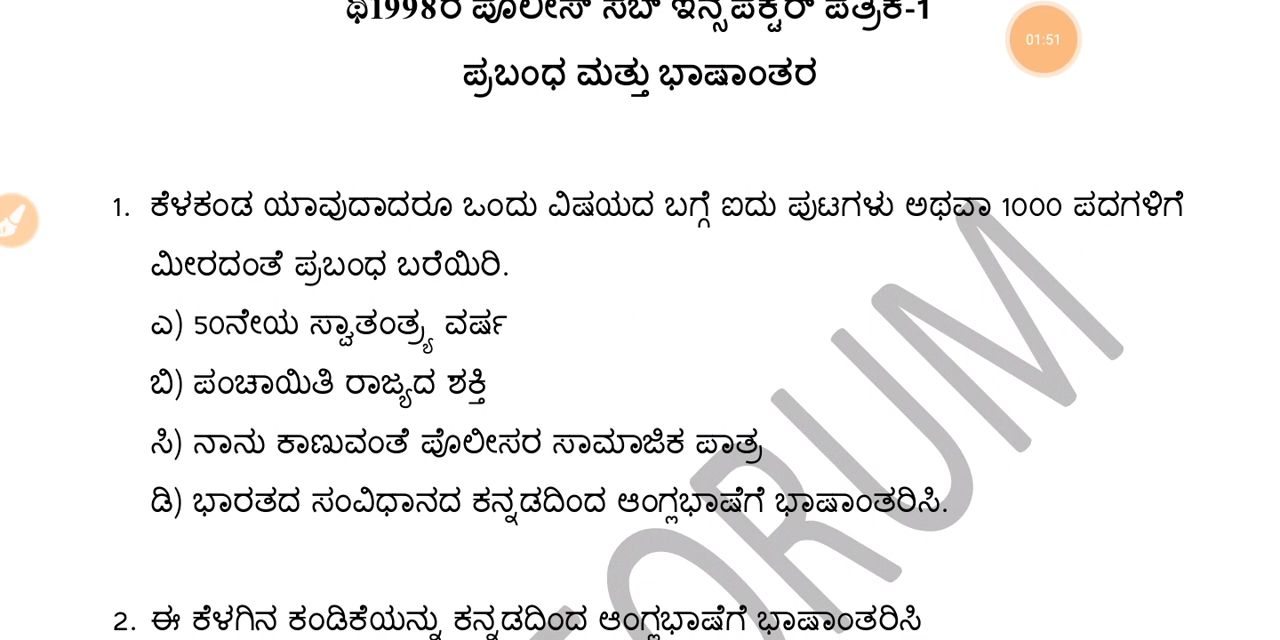 ಥಿ1998ರ ಪೊಲೀಸ್ ಸಬ್ ಇನ್ಸ್‌ಪೆಕ್ಟರ್ ಪತ್ರಿಕೆ-1
01:51
ಪ್ರಬಂಧ ಮತ್ತು ಭಾಷಾಂತರ
1. ಕೆಳಕಂಡ ಯಾವುದಾದರೂ ಒಂದು ವಿಷಯದ ಬಗ್ಗೆ ಐದು ಪುಟಗಳು ಅಥವಾ 1000 ಪದಗಳಿಗೆ
ಮೀರದಂತೆ ಪ್ರಬಂಧ ಬರೆಯಿರಿ.
ಎ) 50ನೇಯ ಸ್ವಾತಂತ್ರ್ಯ ವರ್ಷ
ಬಿ) ಪಂಚಾಯಿತಿ ರಾಜ್ಯದ ಶಕ್ತಿ
ಸಿ) ನಾನು ಕಾಣುವಂತೆ ಪೊಲೀಸರ ಸಾಮಾಜಿಕ ಪಾತ್ರ
ಡಿ) ಭಾರತದ ಸಂವಿಧಾನದ ಕನ್ನಡದಿಂದ ಆಂಗ್ಲಭಾಷೆಗೆ ಭಾಷಾಂತರಿಸಿ.
2. ಈ ಕೆಳಗಿನ ಕಂಡಿಕೆಯನ್ನು ಕನ್ನಡದಿಂದ ಆಂಗ್ಲಭಾಷೆಗೆ ಭಾಷಾಂತರಿಸಿ
ORUM